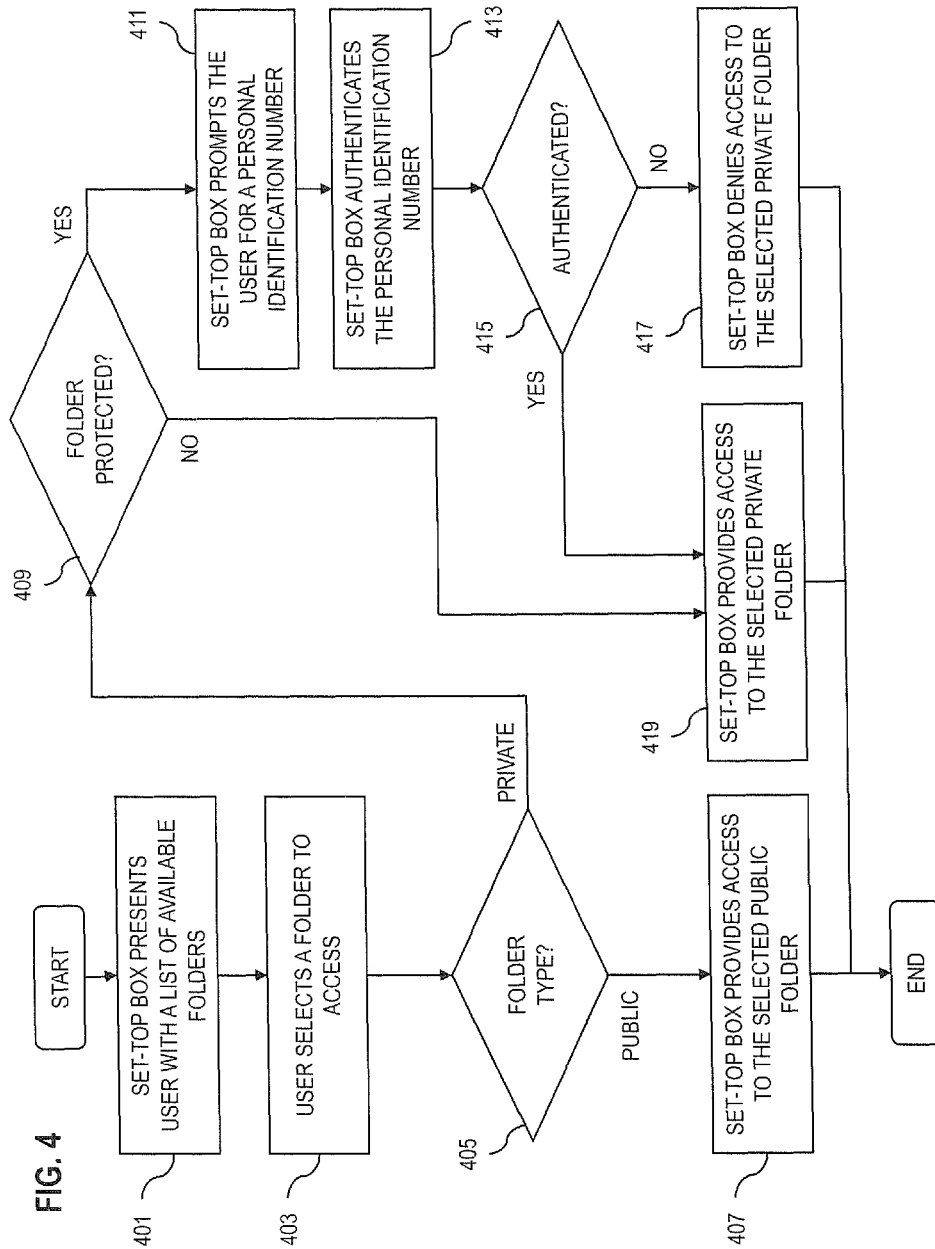 FIG. 4
START
401
SET-TOP BOX PRESENTS
USER WITH A LIST OF AVAILABLE
FOLDERS
403
USER SELECTS A FOLDER TO
ACCESS
405
FOLDER
TYPE?
PRIVATE
PUBLIC
407
SET-TOP BOX PROVIDES ACCESS
TO THE SELECTED PUBLIC
FOLDER
END
409
FOLDER
PROTECTED?
YES
NO
411
SET-TOP BOX PROMPTS THE
USER FOR A PERSONAL
IDENTIFICATION NUMBER
413
SET-TOP BOX AUTHENTICATES
THE PERSONAL IDENTIFICATION
NUMBER
415
AUTHENTICATED?
YES
NO
417
SET-TOP BOX DENIES ACCESS TO
THE SELECTED PRIVATE FOLDER
419
SET-TOP BOX PROVIDES ACCESS
TO THE SELECTED PRIVATE
FOLDER